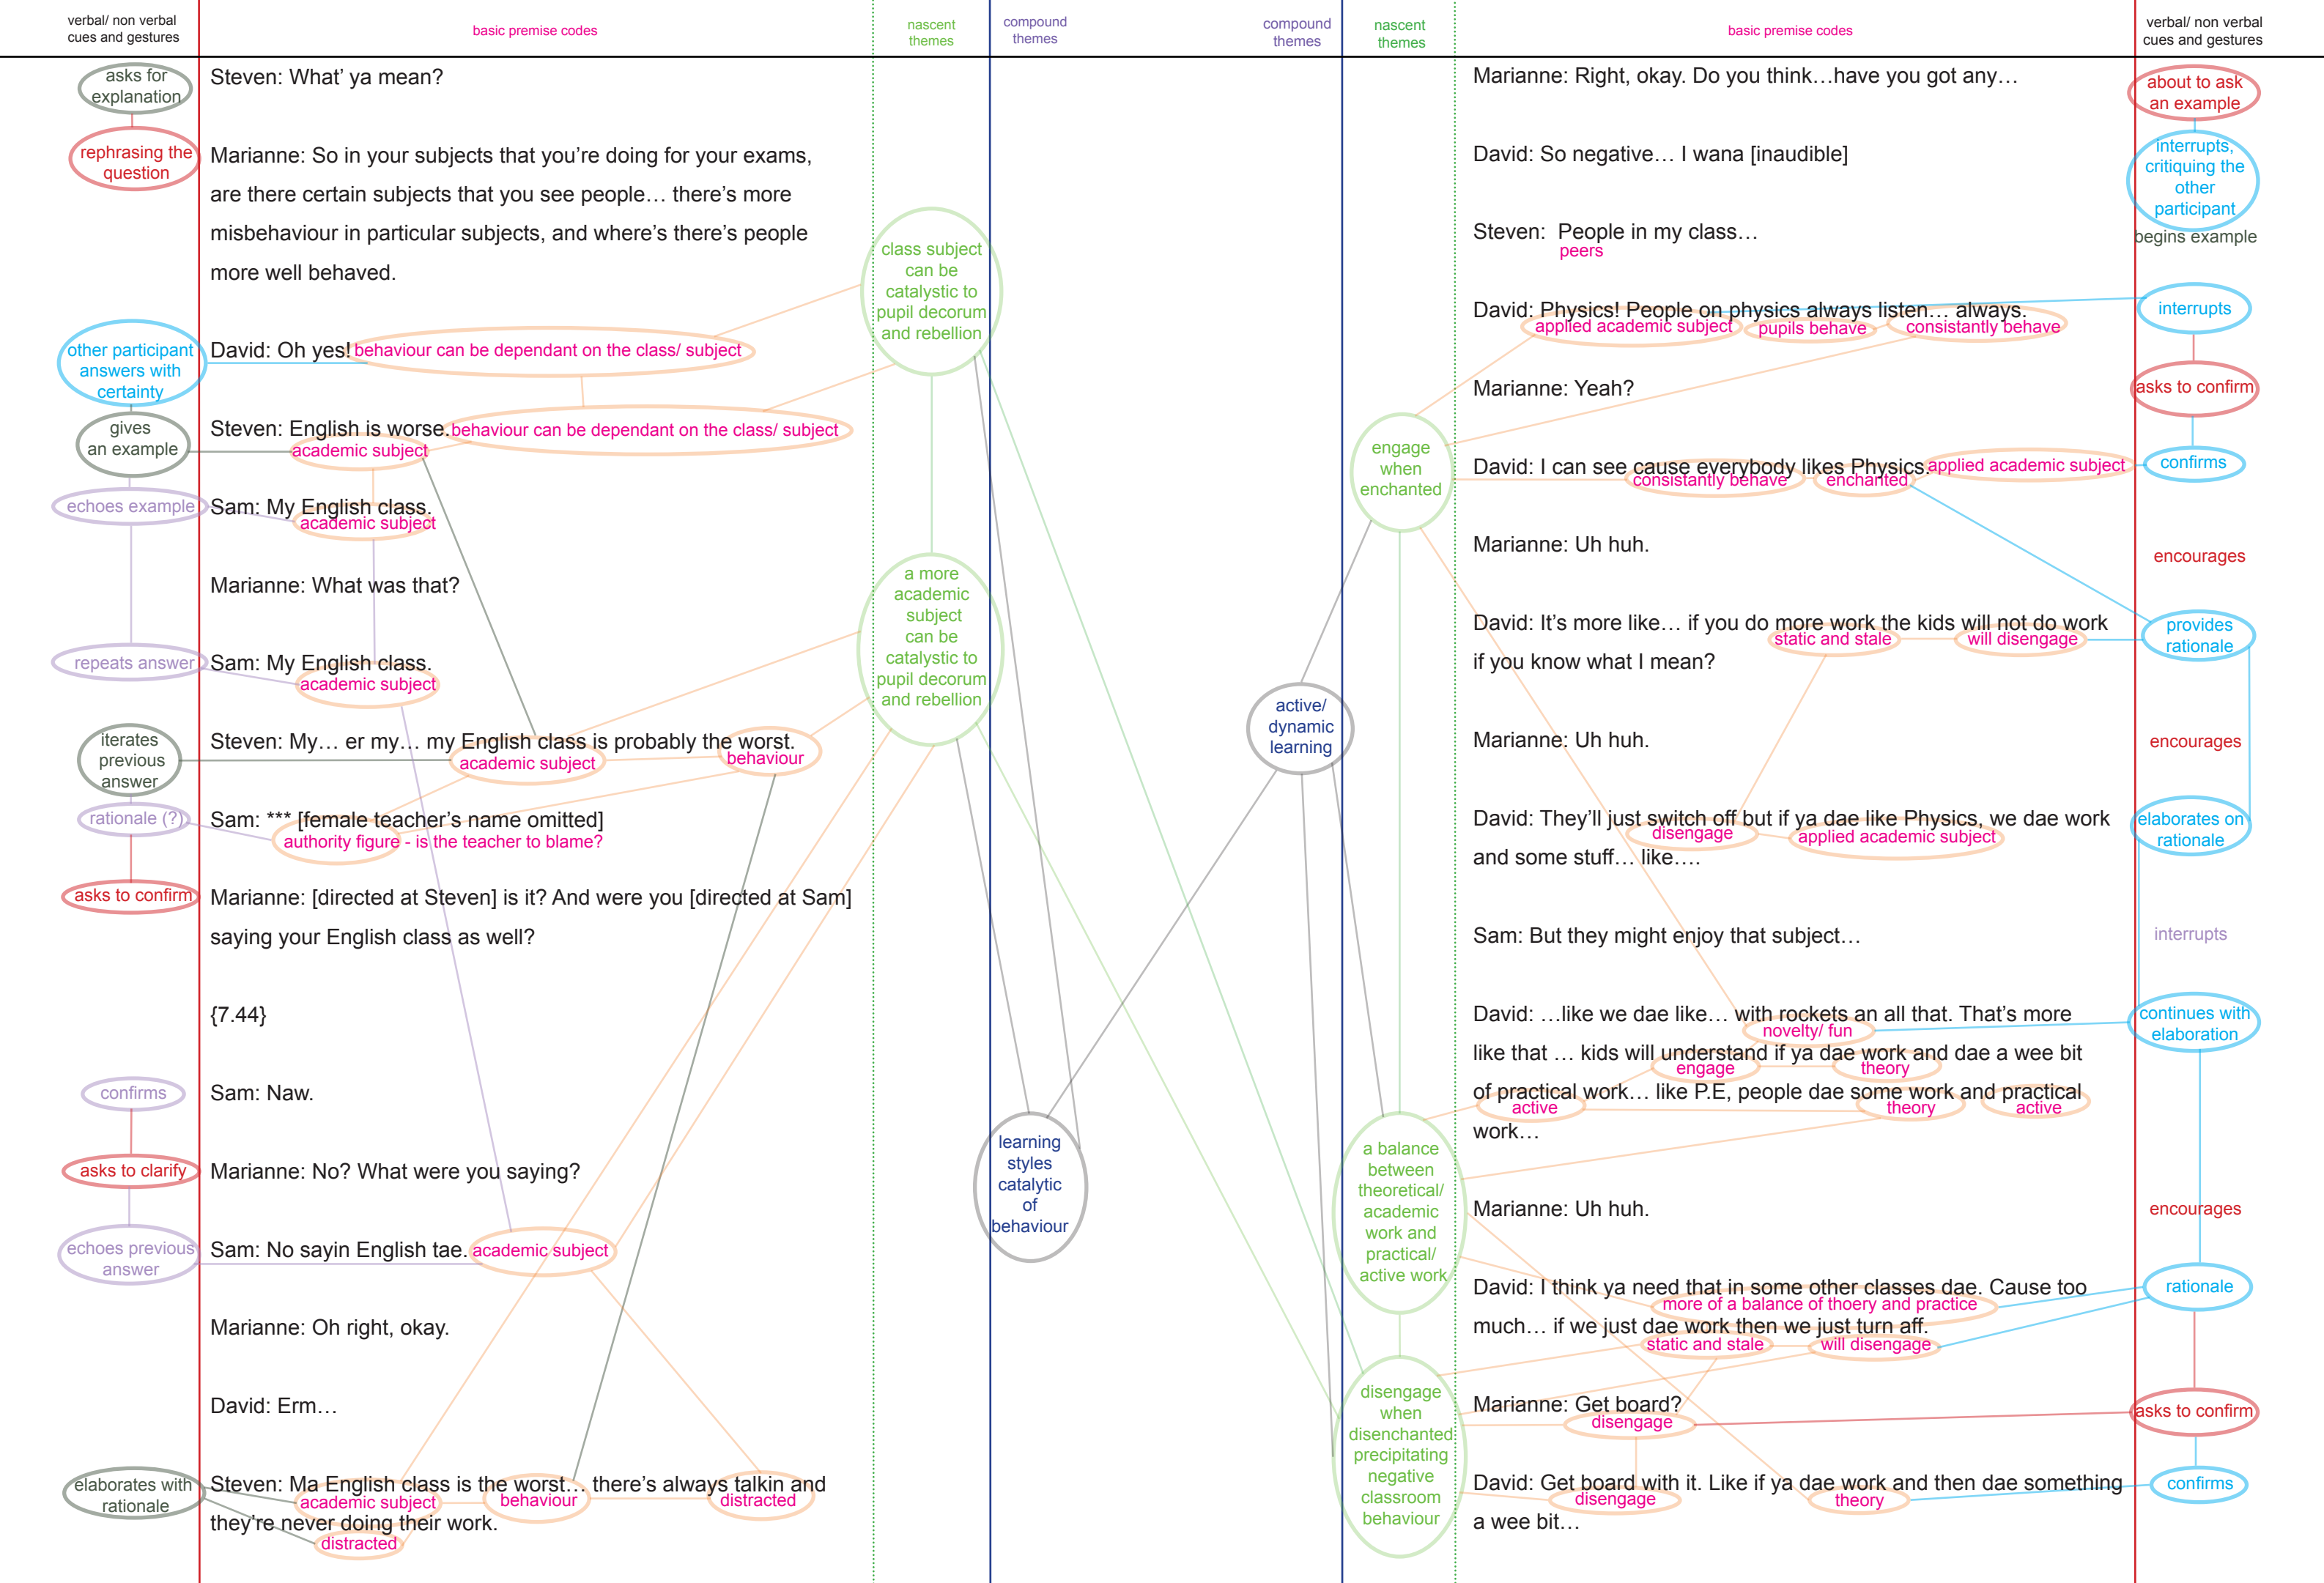 verbal/ non verbal
cues and gestures
basic premise codes
nascent
themes
compound
themes
asks for
explanation
Steven: What' ya mean?
rephrasing the
question
Marianne: So in your subjects that you're doing for your exams,
are there certain subjects that you see people… there's more
misbehaviour in particular subjects, and where's there's people
more well behaved.
other participant
answers with
certainty
David: Oh yes!
behaviour can be dependant on the class/ subject
gives
an example
Steven: English is worse.
behaviour can be dependant on the class/ subject
academic subject
echoes example
Sam: My English class.
academic subject
Marianne: What was that?
repeats answer
Sam: My English class.
academic subject
iterates
previous
answer
Steven: My… er my… my English class is probably the worst.
academic subject
behaviour
rationale (?)
Sam: *** [female teacher's name omitted]
authority figure - is the teacher to blame?
asks to confirm
Marianne: [directed at Steven] is it? And were you [directed at Sam]
saying your English class as well?
{7.44}
confirms
Sam: Naw.
asks to clarify
Marianne: No? What were you saying?
echoes previous
answer
Sam: No sayin English tae.
academic subject
Marianne: Oh right, okay.
David: Erm…
elaborates with
rationale
Steven: Ma English class is the worst… there's always talkin and
academic subject
behaviour
distracted
they're never doing their work.
distracted
class subject
can be
catalystic to
pupil decorum
and rebellion
a more
academic
subject
can be
catalystic to
pupil decorum
and rebellion
learning
styles
catalytic
of
behaviour
compound
themes
nascent
themes
basic premise codes
verbal/ non verbal
cues and gestures
active/
dynamic
learning
engage
when
enchanted
a balance
between
theoretical/
academic
work and
practical/
active work
disengage
when
disenchanted
precipitating
negative
classroom
behaviour
Marianne: Right, okay. Do you think…have you got any…
about to ask
an example
David: So negative… I wana [inaudible]
interrupts,
critiquing the
other
participant
Steven: People in my class…
peers
begins example
David: Physics! People on physics always listen… always.
applied academic subject
pupils behave
consistantly behave
interrupts
Marianne: Yeah?
asks to confirm
David: I can see cause everybody likes Physics.
applied academic subject
consistantly behave
enchanted
confirms
Marianne: Uh huh.
encourages
David: It's more like… if you do more work the kids will not do work
static and stale
will disengage
if you know what I mean?
provides
rationale
Marianne: Uh huh.
encourages
David: They'll just switch off but if ya dae like Physics, we dae work
disengage
applied academic subject
and some stuff… like….
elaborates on
rationale
Sam: But they might enjoy that subject…
interrupts
David: …like we dae like… with rockets an all that. That's more
novelty/ fun
like that … kids will understand if ya dae work and dae a wee bit
engage
theory
of practical work… like P.E, people dae some work and practical
active
theory
active
work…
continues with
elaboration
Marianne: Uh huh.
encourages
David: I think ya need that in some other classes dae. Cause too
more of a balance of thoery and practice
much… if we just dae work then we just turn aff.
static and stale
will disengage
rationale
Marianne: Get board?
disengage
asks to confirm
David: Get board with it. Like if ya dae work and then dae something
disengage
theory
a wee bit…
confirms